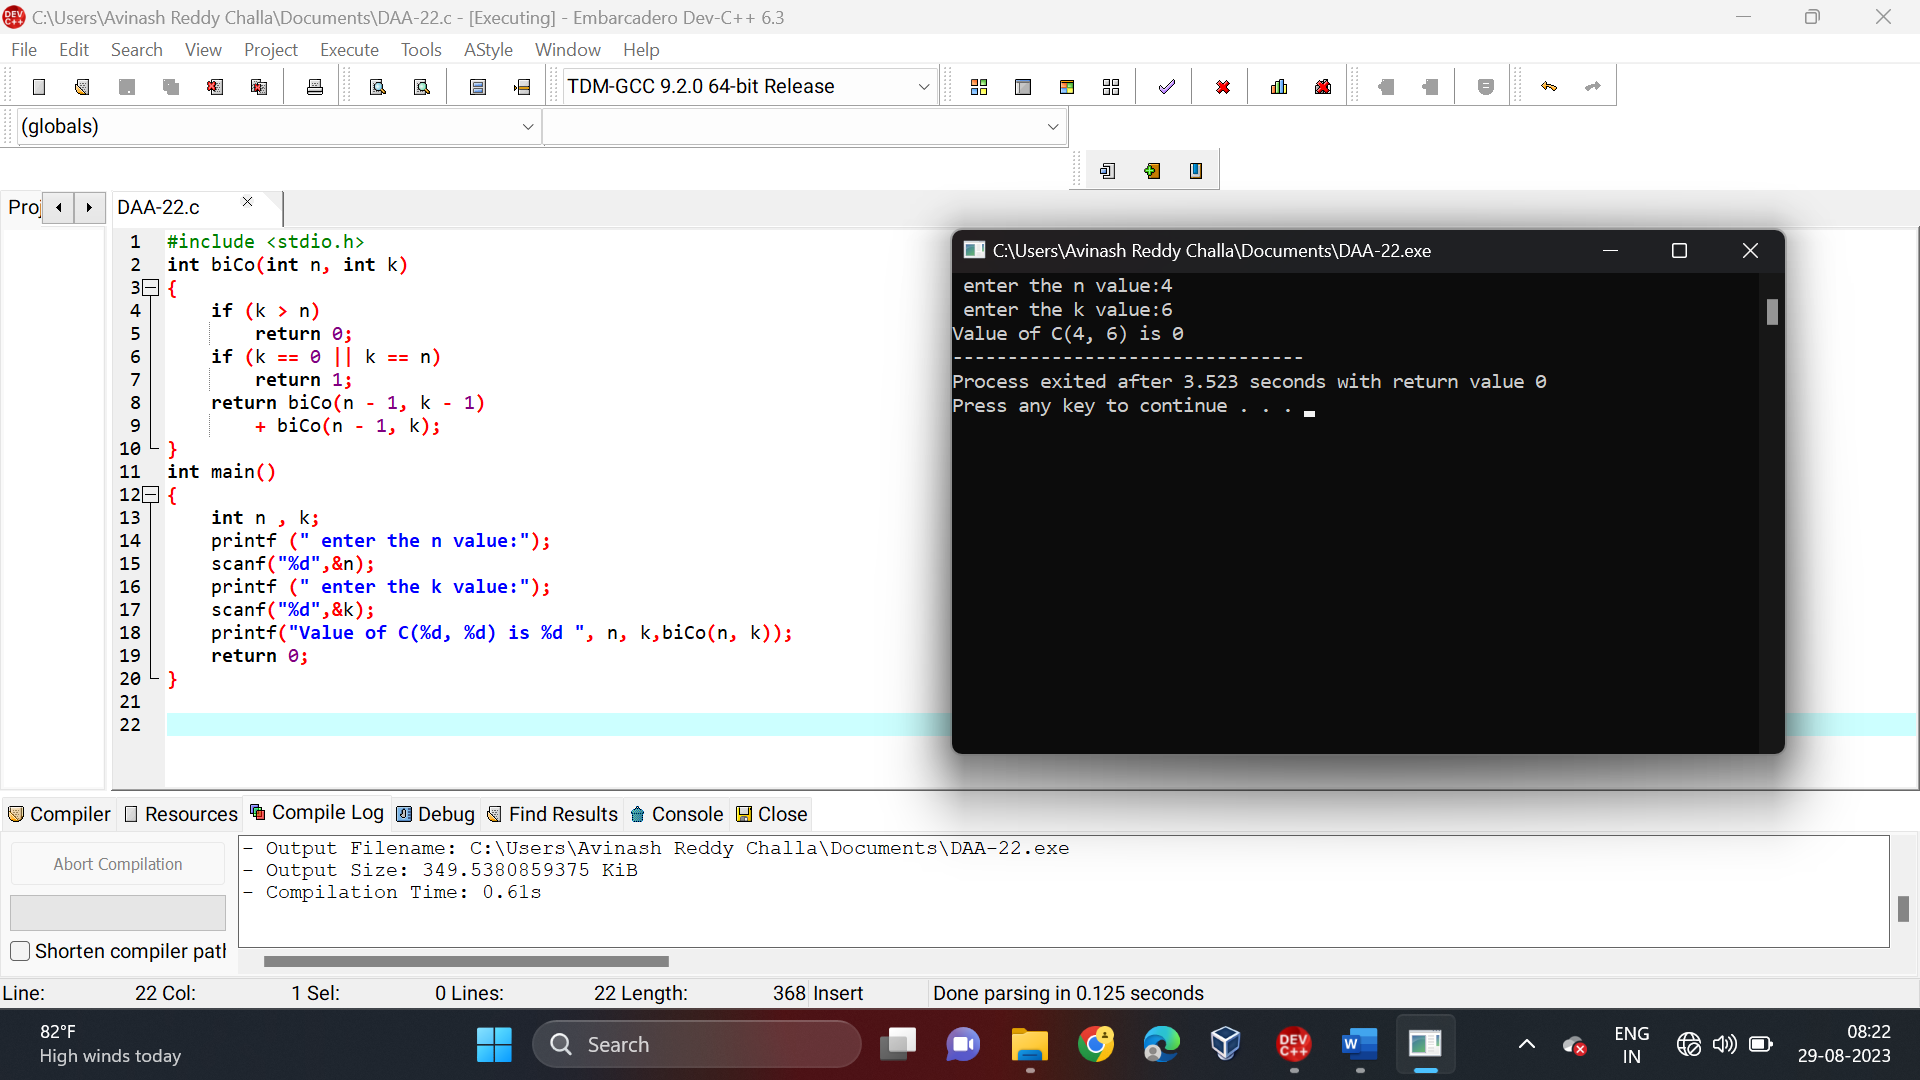 C:\Users\Avinash Reddy Challa\Documents\DAA-22.c - [Executing] - Embarcadero Dev-C++ 6.3
File Edit Search View Project Execute Tools AStyle Window Help
TDM-GCC 9.2.0 64-bit Release
(globals)
Proj
DAA-22.c
1 #include <stdio.h>
2 int biCo(int n, int k)
3 {
4     if (k > n)
5         return 0;
6     if (k == 0 || k == n)
7         return 1;
8     return biCo(n - 1, k - 1)
9         + biCo(n - 1, k);
10 }
11 int main()
12 {
13     int n , k;
14     printf (" enter the n value:");
15     scanf("%d",&n);
16     printf (" enter the k value:");
17     scanf("%d",&k);
18     printf("Value of C(%d, %d) is %d ", n, k,biCo(n, k));
19     return 0;
20 }
21
22
C:\Users\Avinash Reddy Challa\Documents\DAA-22.exe
enter the n value:4
enter the k value:6
Value of C(4, 6) is 0
--------------------------------
Process exited after 3.523 seconds with return value 0
Press any key to continue . . .
Compiler Resources Compile Log Debug Find Results Console Close
Abort Compilation
Shorten compiler path
- Output Filename: C:\Users\Avinash Reddy Challa\Documents\DAA-22.exe
- Output Size: 349.5380859375 KiB
- Compilation Time: 0.61s
Line: 22 Col: 1 Sel: 0 Lines: 22 Length: 368 Insert Done parsing in 0.125 seconds
82°F
High winds today
Search
DEV C++
W
ENG
IN
08:22
29-08-2023